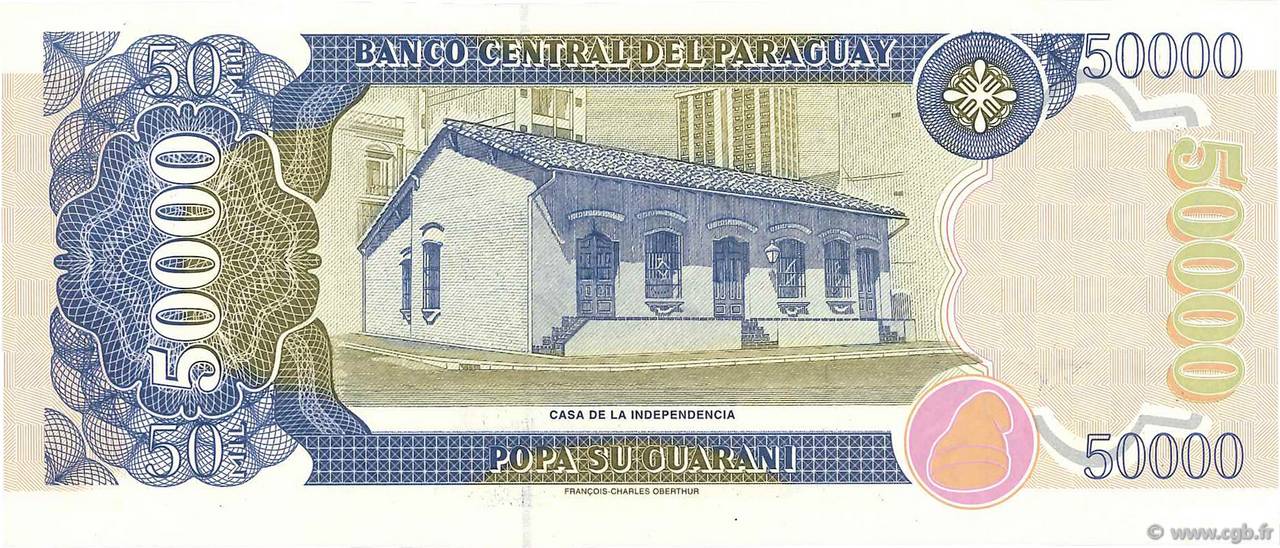 BANCO CENTRAL DEL PARAGUAY
50 MIL
50000
50000
50000
CASA DE LA INDEPENDENCIA
POPA SU GUARANI
FRANÇOIS-CHARLES OBERTHUR
50 MIL
50000
© www.cgb.fr